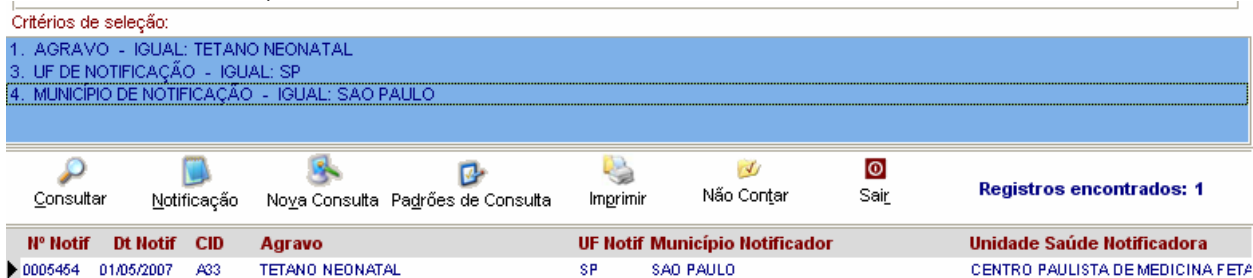 Critérios de seleção:
1. AGRAVO - IGUAL: TETANO NEONATAL
3. UF DE NOTIFICAÇÃO - IGUAL: SP
4. MUNICÍPIO DE NOTIFICAÇÃO - IGUAL: SAO PAULO
Consultar Notificação Nova Consulta Padrões de Consulta Imprimir Não Contar Sair Registros encontrados: 1
Nº Notif Dt Notif CID Agravo UF Notif Município Notificador Unidade Saúde Notificadora
0005454 01/05/2007 A33 TETANO NEONATAL SP SAO PAULO CENTRO PAULISTA DE MEDICINA FETA